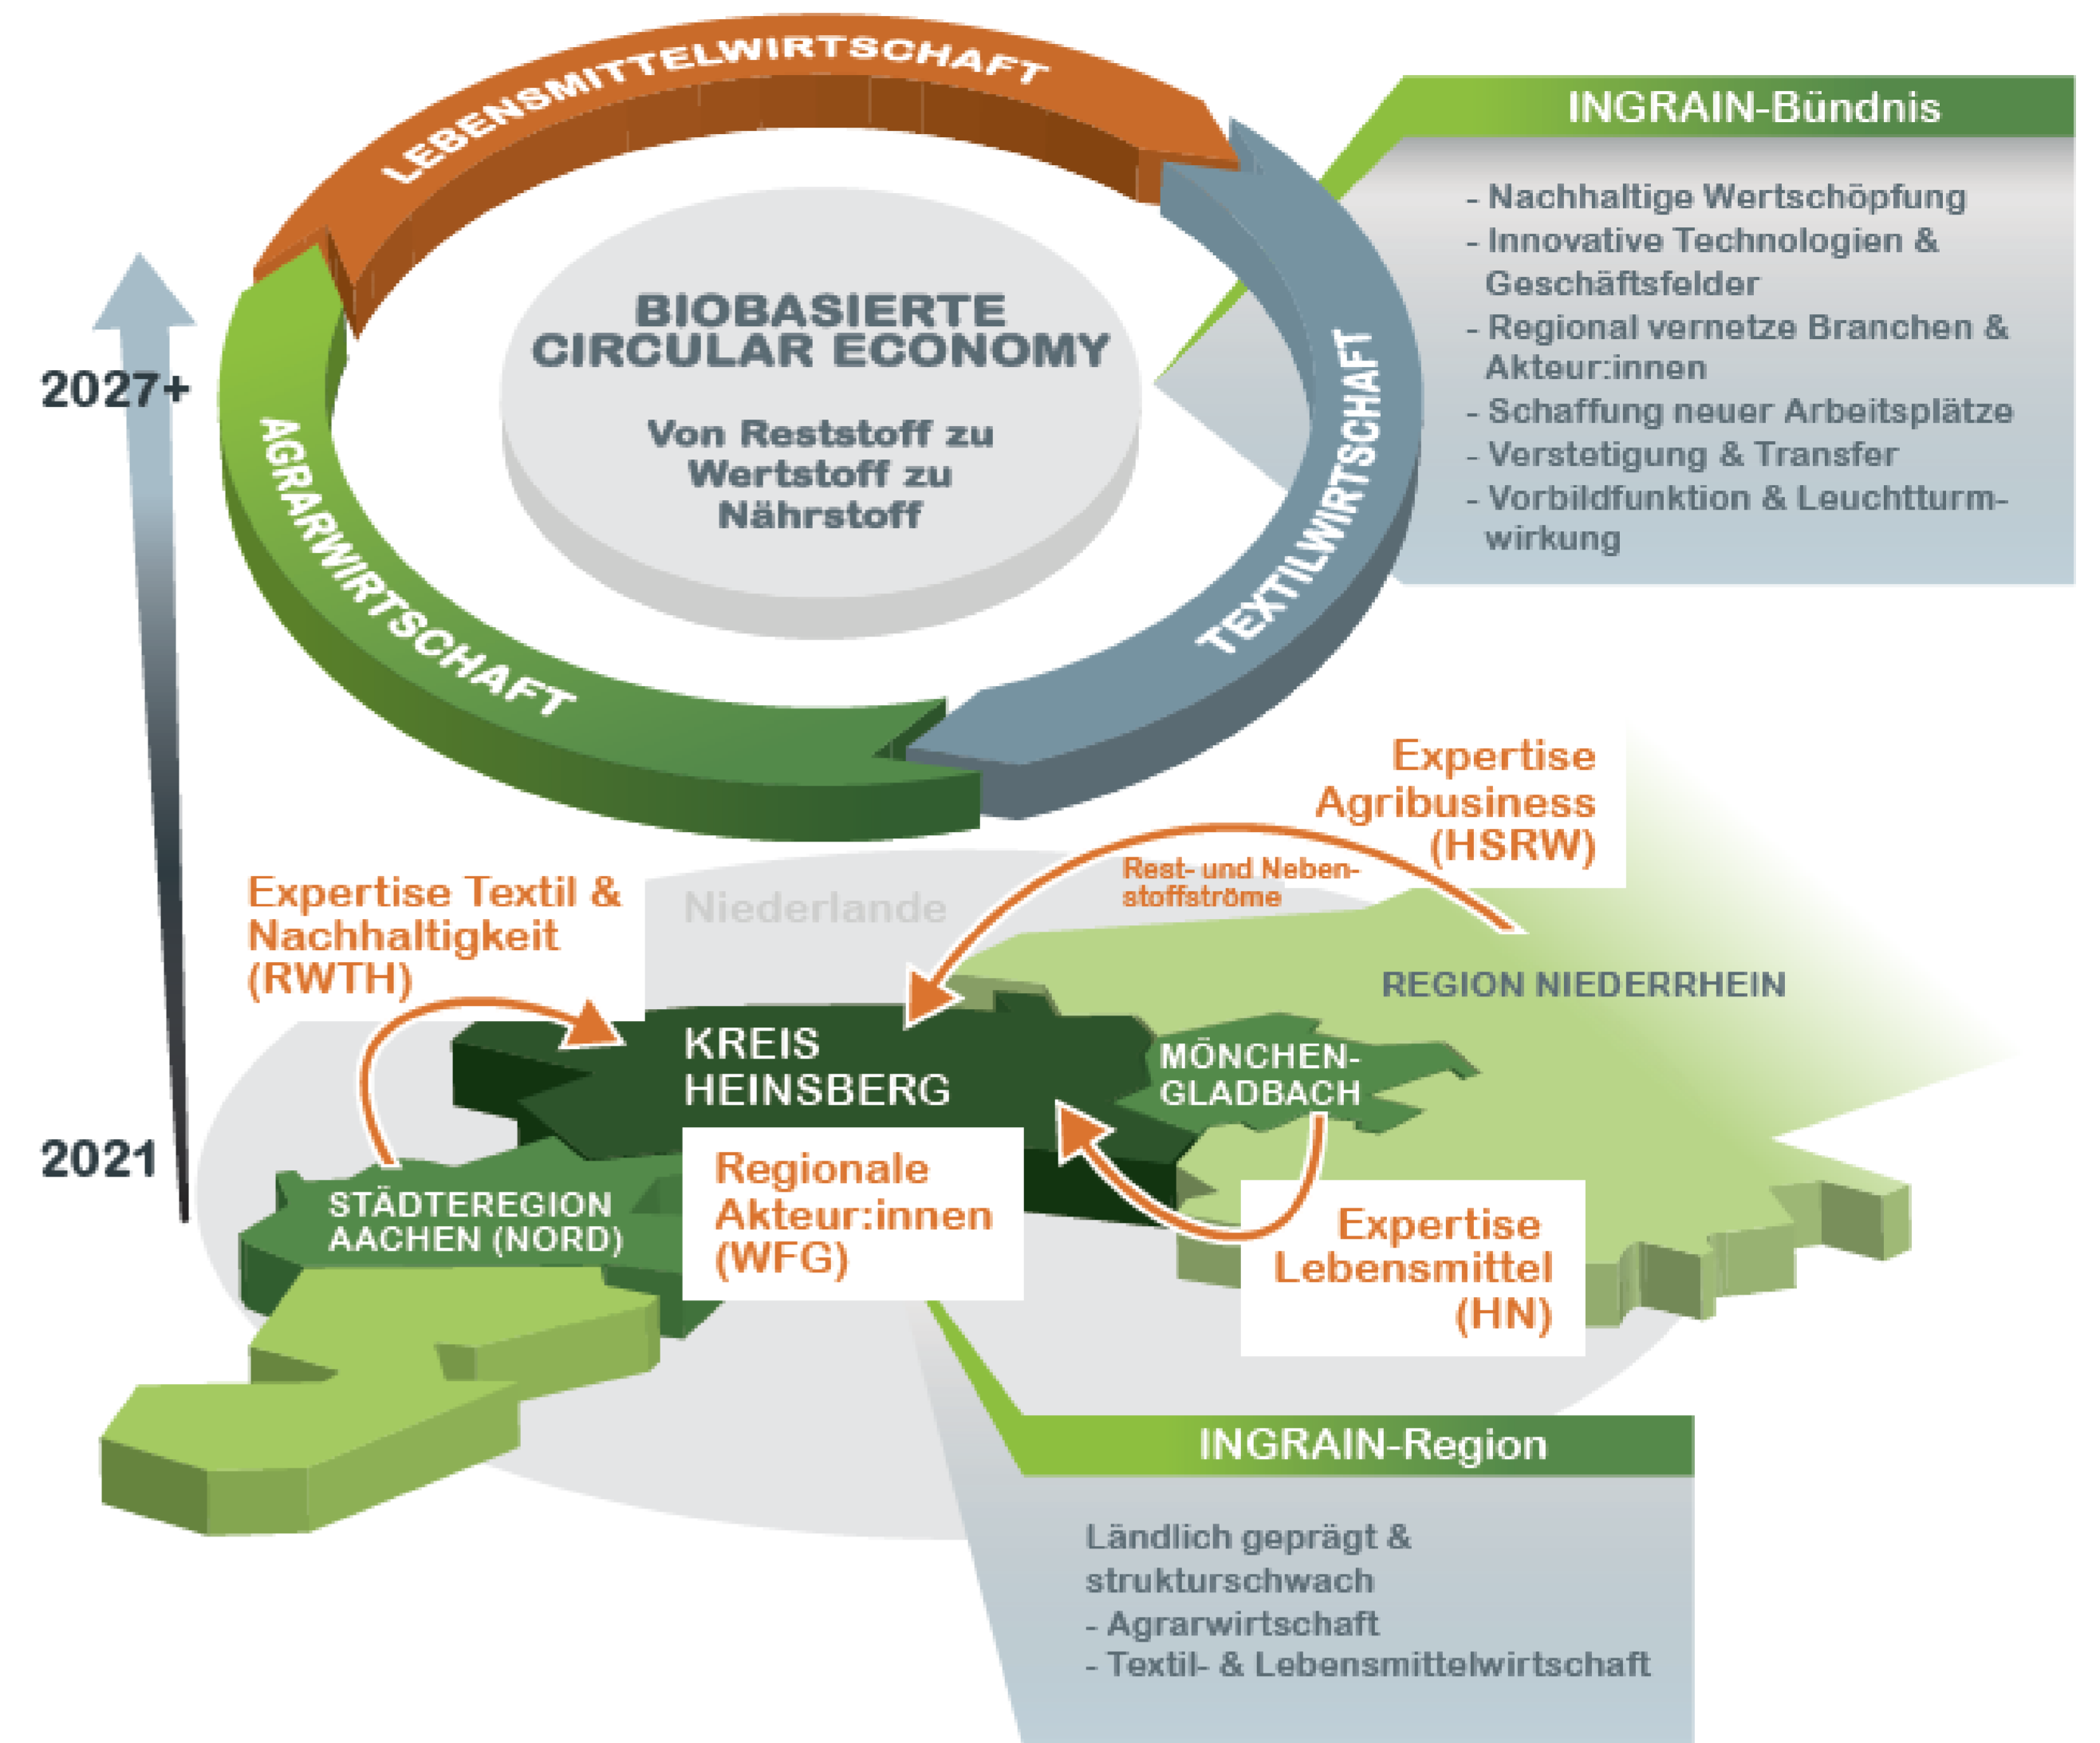 LEBENSMITTELWIRTSCHAFT
INGRAIN-Bündnis
- Nachhaltige Wertschöpfung
- Innovative Technologien &
Geschäftsfelder
- Regional vernetze Branchen &
Akteur:innen
- Schaffung neuer Arbeitsplätze
- Verstetigung & Transfer
- Vorbildfunktion & Leuchtturm-
wirkung
BIOBASIERTE
CIRCULAR ECONOMY
Von Reststoff zu
Wertstoff zu
Nährstoff
2027+
AGRARWIRTSCHAFT
TEXTILWIRTSCHAFT
Expertise
Agribusiness
(HSRW)
Rest- und Neben-
stoffströme
Expertise Textil &
Nachhaltigkeit
(RWTH)
Niederlande
REGION NIEDERRHEIN
KREIS
HEINSBERG
MÖNCHEN-
GLADBACH
2021
STÄDTEREGION
AACHEN (NORD)
Regionale
Akteur:innen
(WFG)
Expertise
Lebensmittel
(HN)
INGRAIN-Region
Ländlich geprägt &
strukturschwach
- Agrarwirtschaft
- Textil- & Lebensmittelwirtschaft